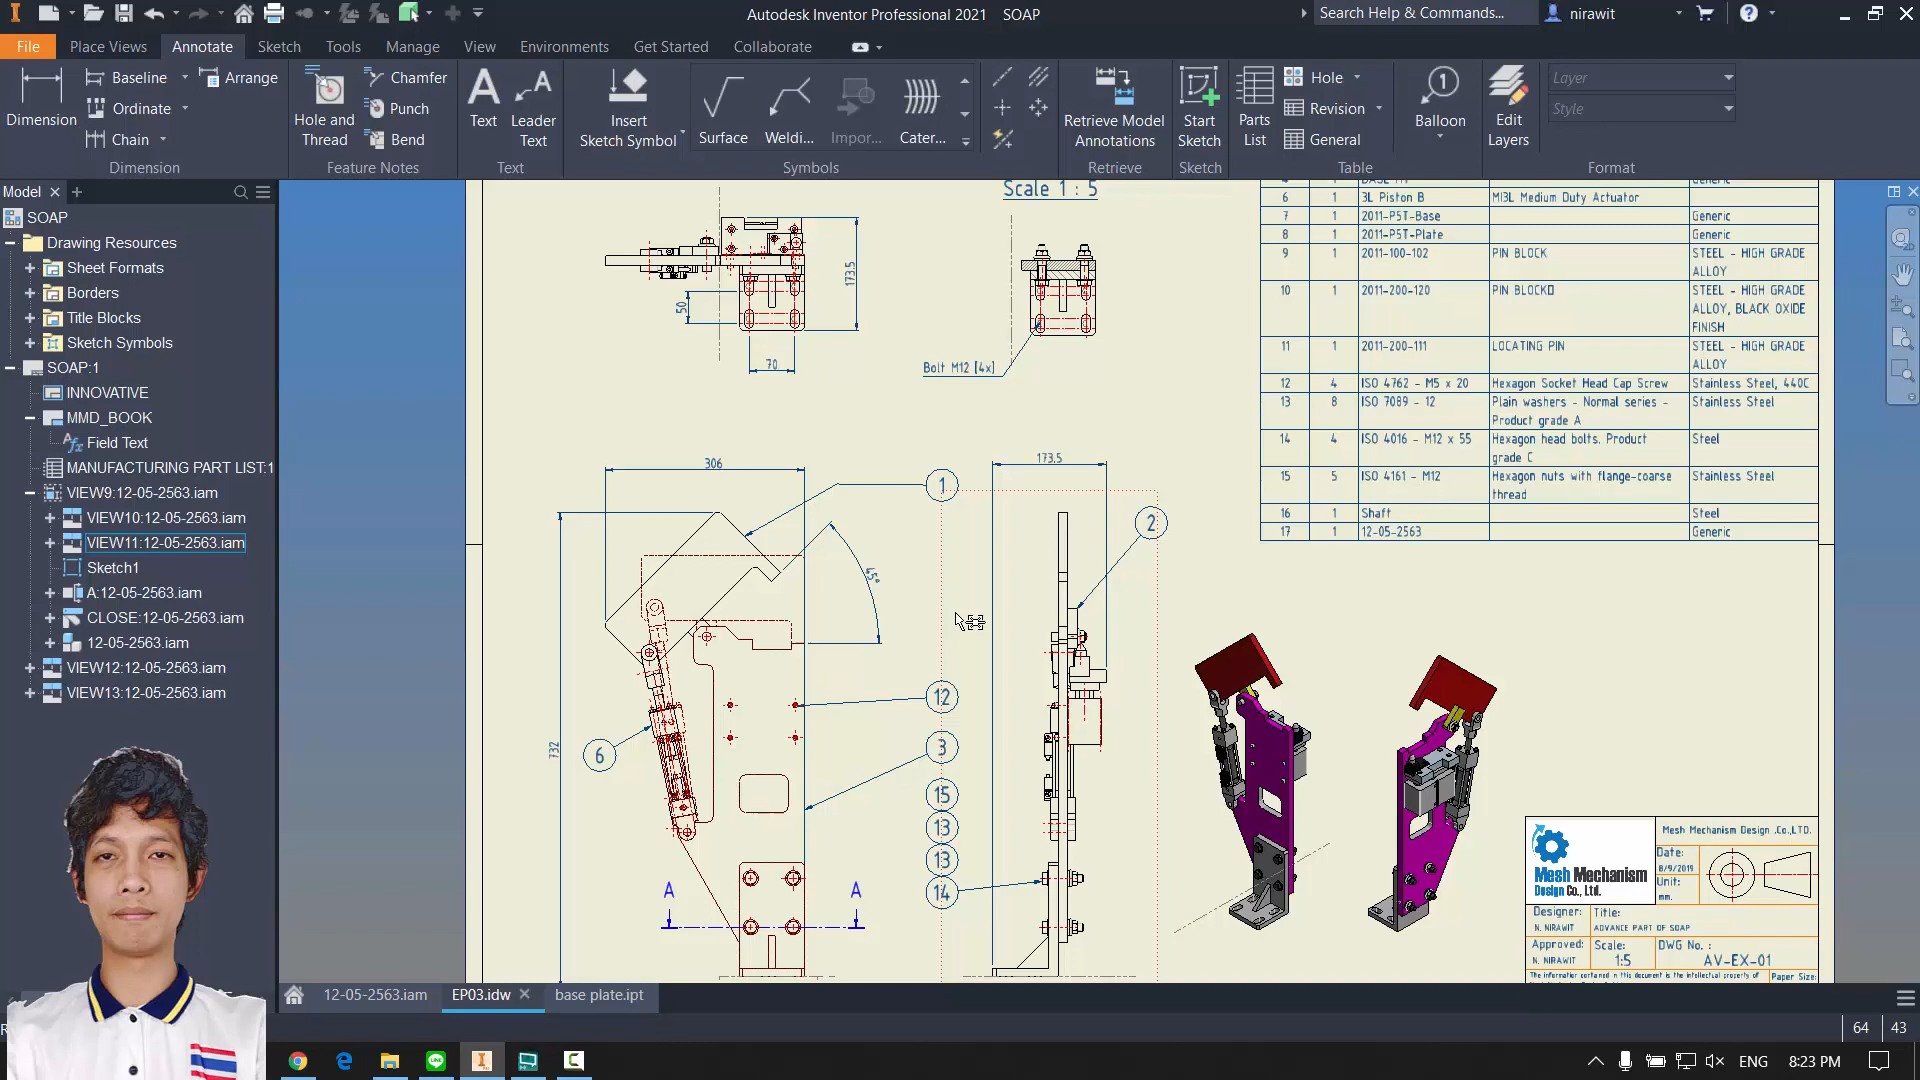 Autodesk Inventor Professional 2021 SOAP
Search Help & Commands...
nirawit
File
Place Views
Annotate
Sketch
Tools
Manage
View
Environments
Get Started
Collaborate
Dimension
Baseline
Ordinate
Chain
Arrange
Dimension
Hole and Thread
Chamfer
Punch
Bend
Feature Notes
Text
Leader Text
Text
Insert
Sketch Symbol
Surface
Weldi...
Impor...
Cater...
Symbols
Retrieve Model
Annotations
Retrieve
Start
Sketch
Sketch
Parts
List
Hole
Revision
General
Table
Balloon
Edit
Layers
Layer
Style
Format
Model
SOAP
Drawing Resources
Sheet Formats
Borders
Title Blocks
Sketch Symbols
SOAP:1
INNOVATIVE
MMD_BOOK
Field Text
MANUFACTURING PART LIST:1
VIEW9:12-05-2563.iam
VIEW10:12-05-2563.iam
VIEW11:12-05-2563.iam
Sketch1
A:12-05-2563.iam
CLOSE:12-05-2563.iam
12-05-2563.iam
VIEW12:12-05-2563.iam
VIEW13:12-05-2563.iam
Scale 1 : 5
173.5
50
70
Bolt M12 [4x]
306
173.5
1
2
45°
12
3
6
732
15
13
13
14
A A
6 1 3L Piston B MI3L Medium Duty Actuator
7 1 2011-P5T-Base Generic
8 1 2011-P5T-Plate Generic
9 1 2011-100-102 PIN BLOCK STEEL - HIGH GRADE
ALLOY
10 1 2011-200-120 PIN BLOCK STEEL - HIGH GRADE
ALLOY, BLACK OXIDE
FINISH
11 1 2011-200-111 LOCATING PIN STEEL - HIGH GRADE
ALLOY
12 4 ISO 4762 - M5 x 20 Hexagon Socket Head Cap Screw Stainless Steel, 440C
13 8 ISO 7089 - 12 Plain washers - Normal series - Stainless Steel
Product grade A
14 4 ISO 4016 - M12 x 55 Hexagon head bolts. Product Steel
grade C
15 5 ISO 4161 - M12 Hexagon nuts with flange-coarse Stainless Steel
thread
16 1 Shaft Steel
17 1 12-05-2563 Generic
Mesh Mechanism
Design Co., Ltd.
Mesh Mechanism Design .Co.,LTD.
Date:
8/9/2019
Unit:
mm.
Designer:
N. NIRAWIT
Title:
ADVANCE PART OF SOAP
Approved:
N. NIRAWIT
Scale:
1:5
DWG No. :
AV-EX-01
The information contained in this document is the intellectual property of
Paper Size:
12-05-2563.iam
EP03.idw
base plate.ipt
64 43
ENG
8:23 PM